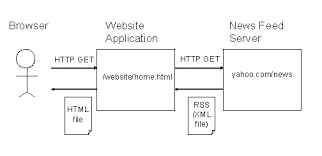 Browser
Website
Application
News Feed
Server
HTTP GET
HTTP GET
/website/home.html
yahoo.com/news
HTML
file
RSS
(XML
file)